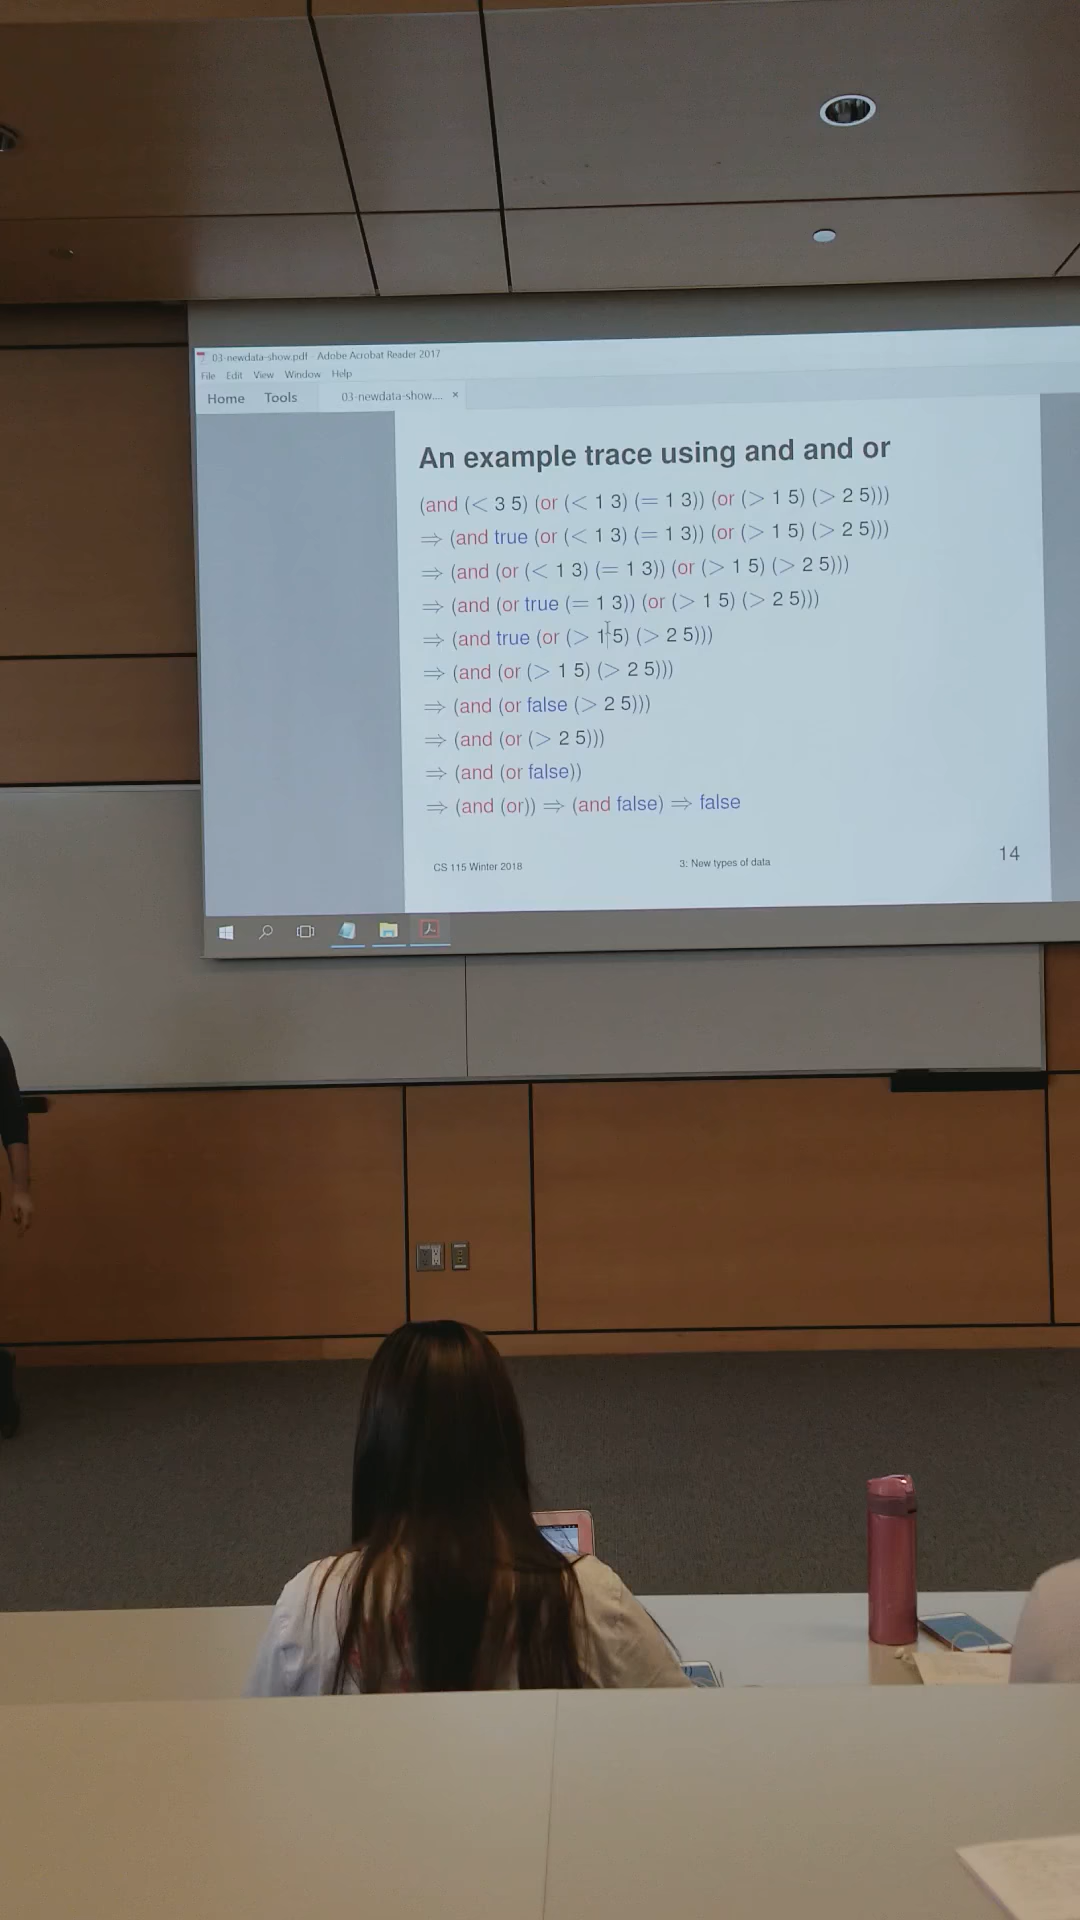 03-newdata-show.pdf - Adobe Acrobat Reader 2017
File Edit View Window Help
Home Tools 03-newdata-show.... ×
An example trace using and and or
(and (< 3 5) (or (< 1 3) (= 1 3)) (or (> 1 5) (> 2 5)))
⇒ (and true (or (< 1 3) (= 1 3)) (or (> 1 5) (> 2 5)))
⇒ (and (or (< 1 3) (= 1 3)) (or (> 1 5) (> 2 5)))
⇒ (and (or true (= 1 3)) (or (> 1 5) (> 2 5)))
⇒ (and true (or (> 1 5) (> 2 5)))
⇒ (and (or (> 1 5) (> 2 5)))
⇒ (and (or false (> 2 5)))
⇒ (and (or (> 2 5)))
⇒ (and (or false))
⇒ (and (or)) ⇒ (and false) ⇒ false
CS 115 Winter 2018 3: New types of data 14